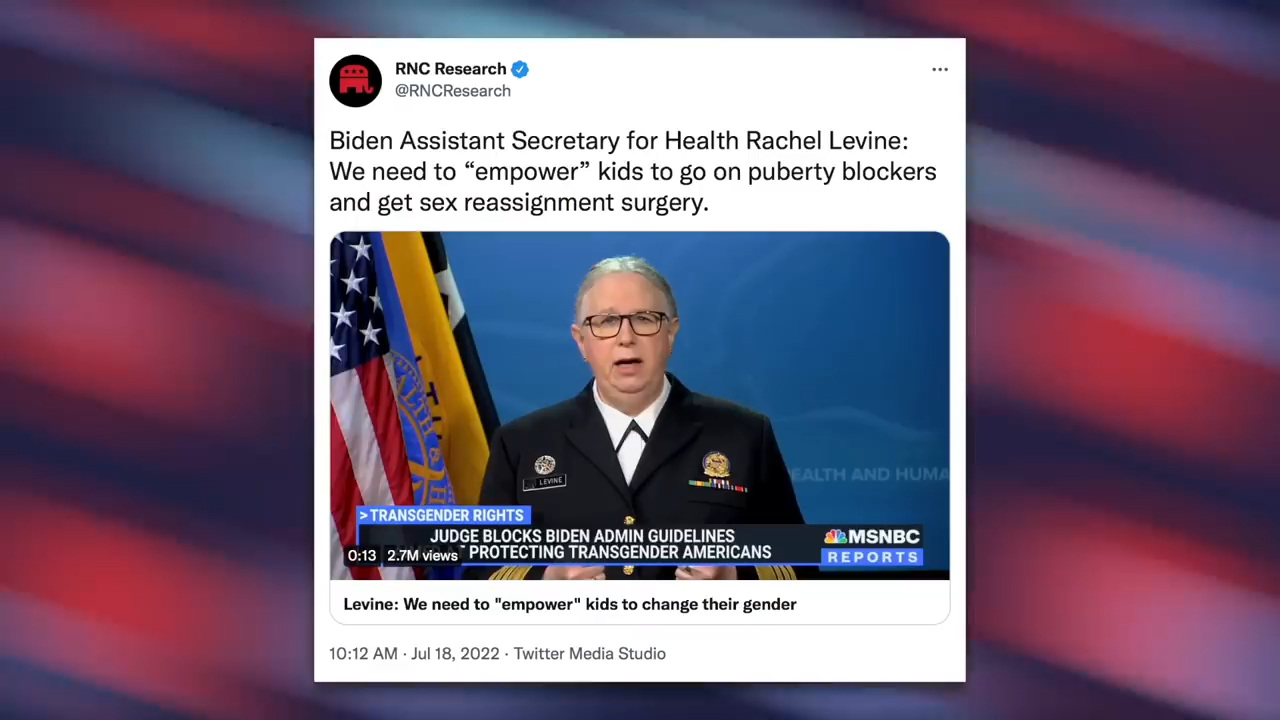 RNC Research
@RNCResearch
Biden Assistant Secretary for Health Rachel Levine:
We need to “empower” kids to go on puberty blockers
and get sex reassignment surgery.
LEVINE
EALTH AND HUMA
>TRANSGENDER RIGHTS
JUDGE BLOCKS BIDEN ADMIN GUIDELINES
PROTECTING TRANSGENDER AMERICANS
MSNBC
REPORTS
0:13 2.7M views
Levine: We need to "empower" kids to change their gender
10:12 AM · Jul 18, 2022 · Twitter Media Studio